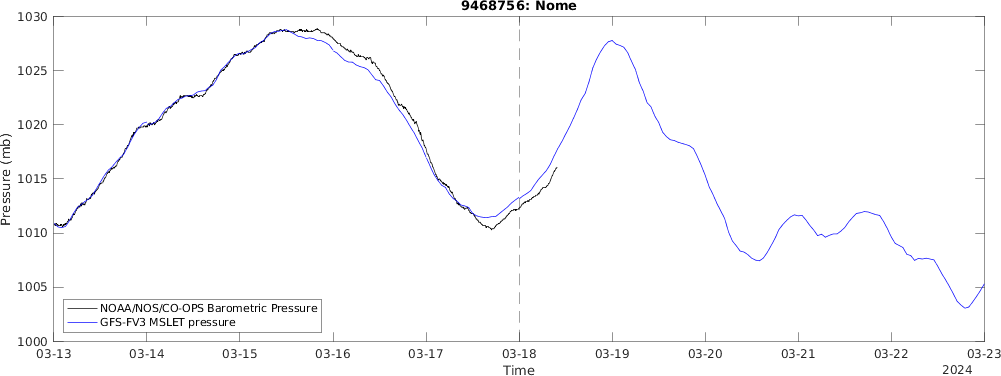 9468756: Nome
1030
1025
1020
1015
1010
1005
1000
Pressure (mb)
NOAA/NOS/CO-OPS Barometric Pressure
GFS-FV3 MSLET pressure
03-13 03-14 03-15 03-16 03-17 03-18 03-19 03-20 03-21 03-22 03-23
Time
2024